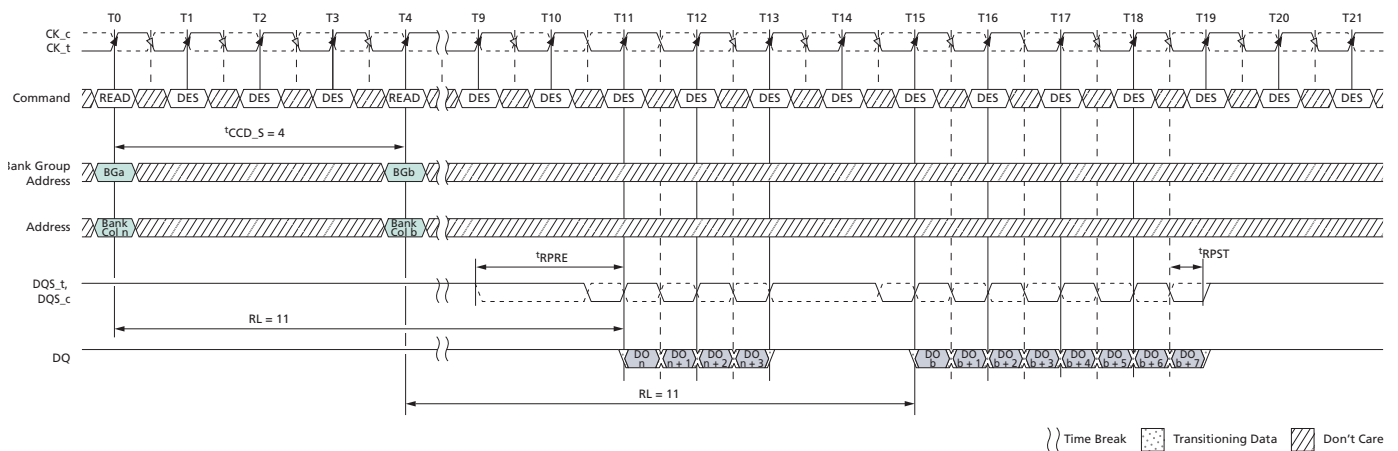 T0 T1 T2 T3 T4 T9 T10 T11 T12 T13 T14 T15 T16 T17 T18 T19 T20 T21
CK_c
CK_t
Command READ DES DES DES READ DES DES DES DES DES DES DES DES DES DES DES DES DES
tCCD_S = 4
Bank Group
Address
BGa BGb
Address
Bank
Col n
Bank
Col b
tRPRE tRPST
DQS_t,
DQS_c
RL = 11
DQ
DO
n
DO
n + 1
DO
n + 2
DO
n + 3
DO
b
DO
b + 1
DO
b + 2
DO
b + 3
DO
b + 4
DO
b + 5
DO
b + 6
DO
b + 7
RL = 11
Time Break Transitioning Data Don't Care